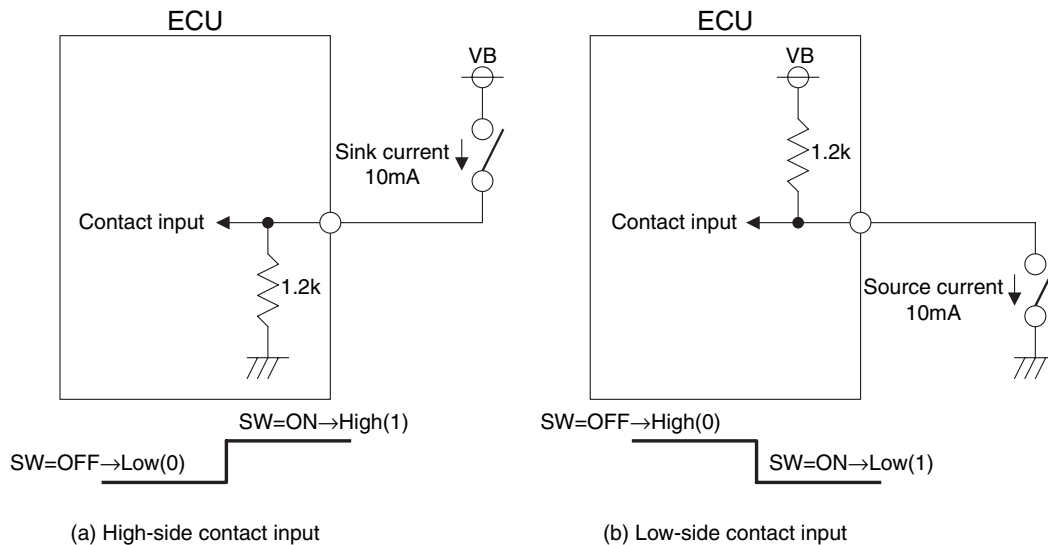 ECU
VB
Sink current
10mA
Contact input
1.2k
SW=ON→High(1)
SW=OFF→Low(0)
(a) High-side contact input
ECU
VB
1.2k
Contact input
Source current
10mA
SW=OFF→High(0)
SW=ON→Low(1)
(b) Low-side contact input